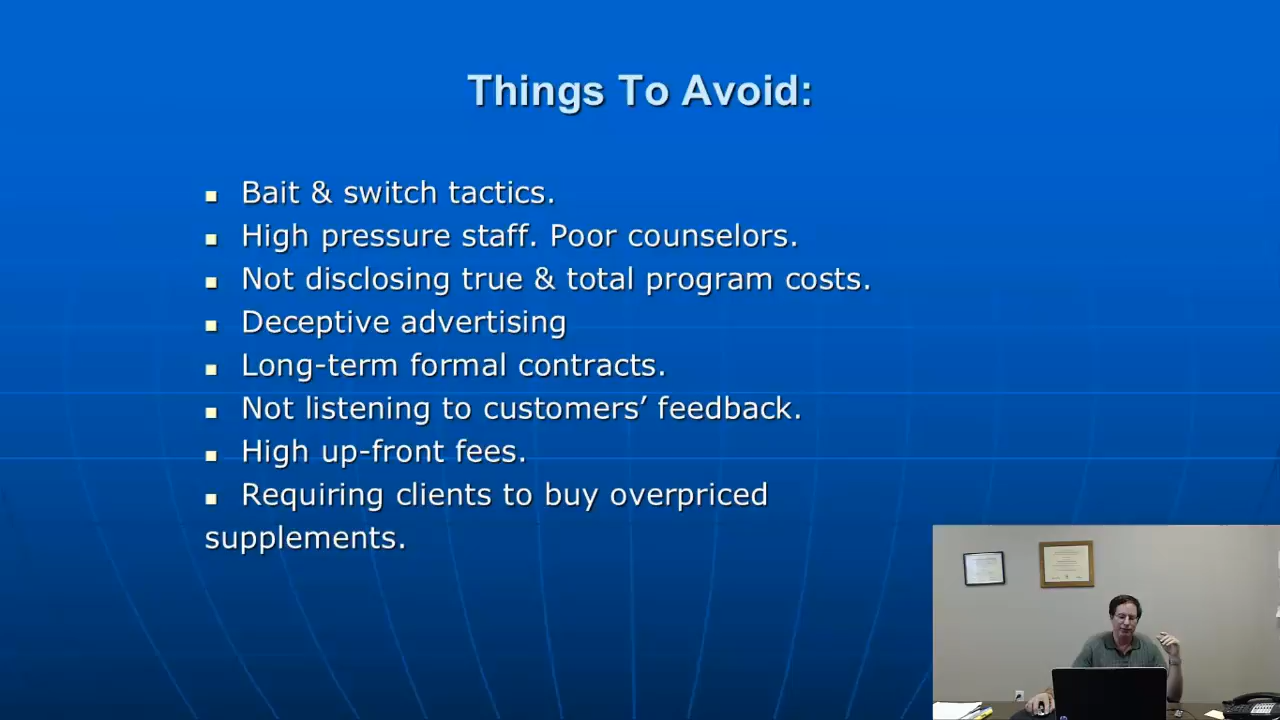 Things To Avoid:
▪ Bait & switch tactics.
▪ High pressure staff. Poor counselors.
▪ Not disclosing true & total program costs.
▪ Deceptive advertising
▪ Long-term formal contracts.
▪ Not listening to customers’ feedback.
▪ High up-front fees.
▪ Requiring clients to buy overpriced
supplements.